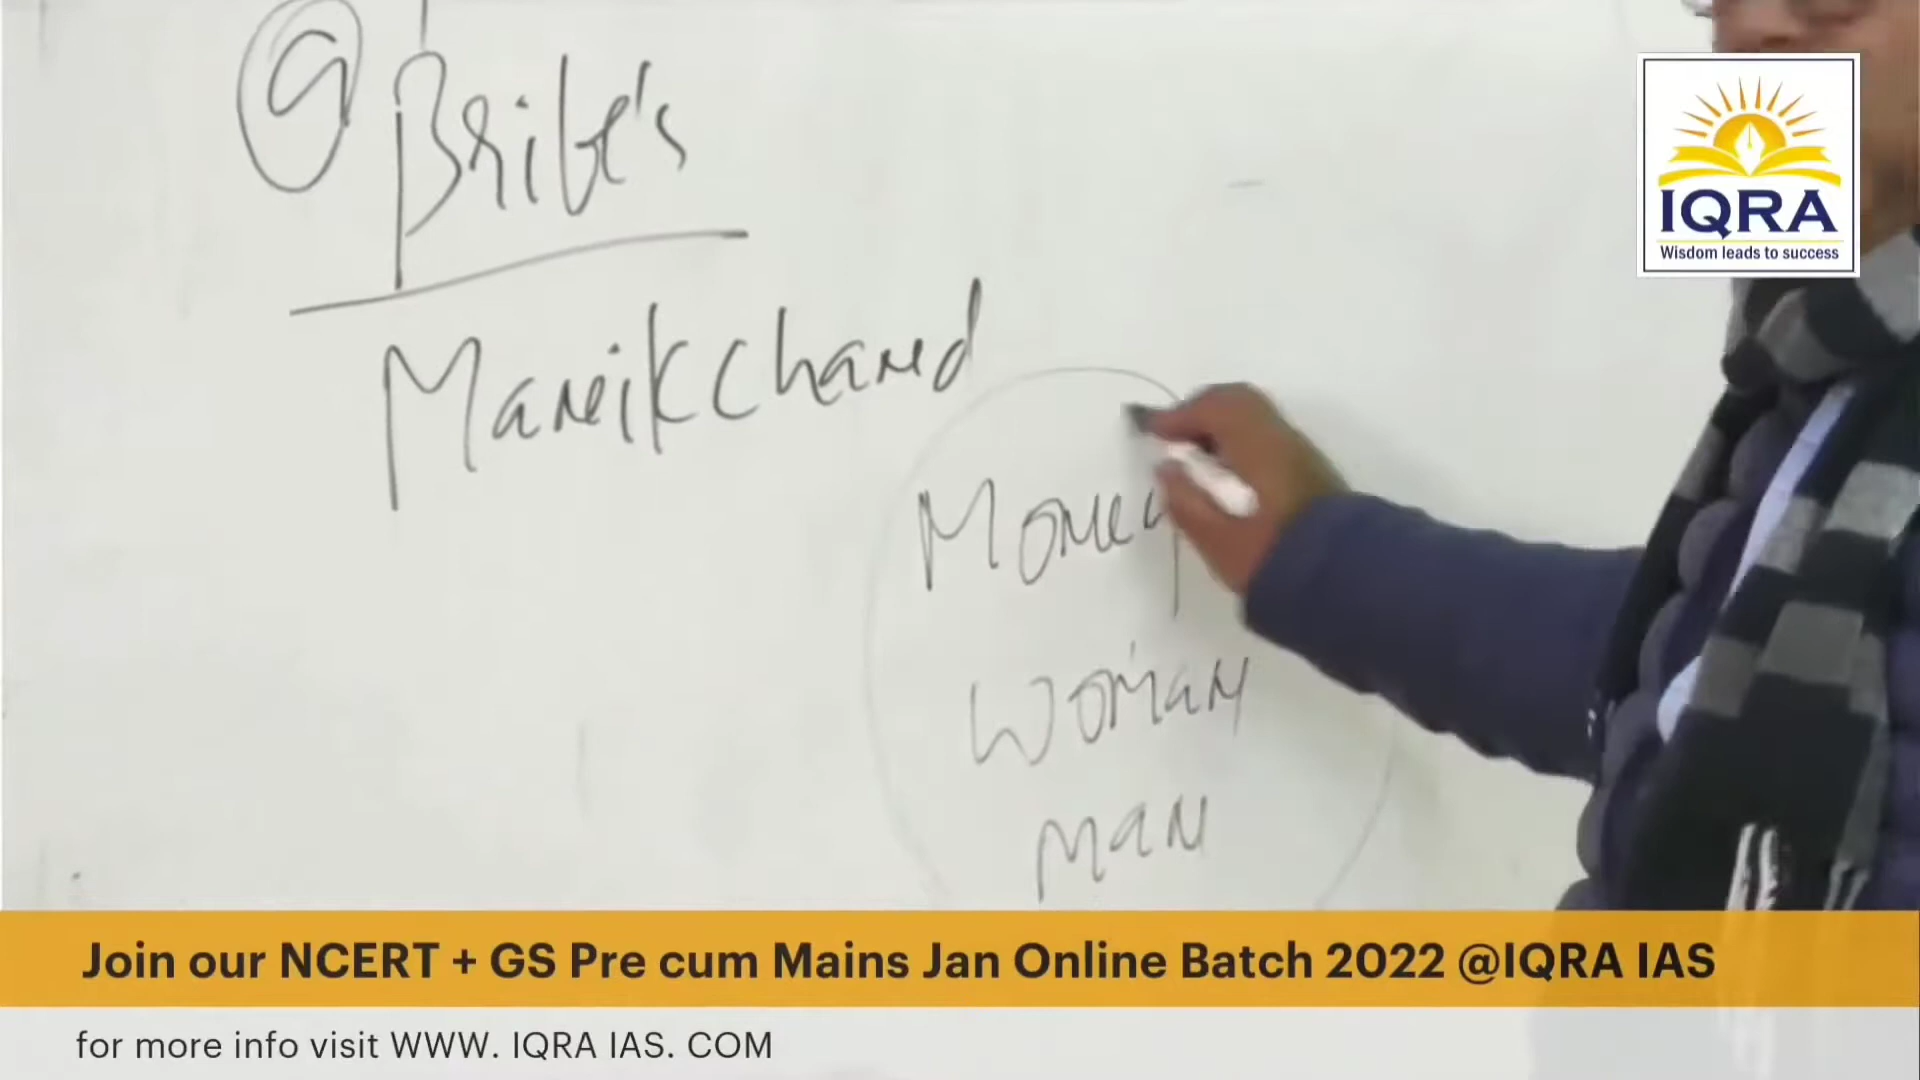 a
Bribe's
Manikchand
Money
woman
man
IQRA
Wisdom leads to success
Join our NCERT + GS Pre cum Mains Jan Online Batch 2022 @IQRA IAS
for more info visit WWW. IQRA IAS. COM